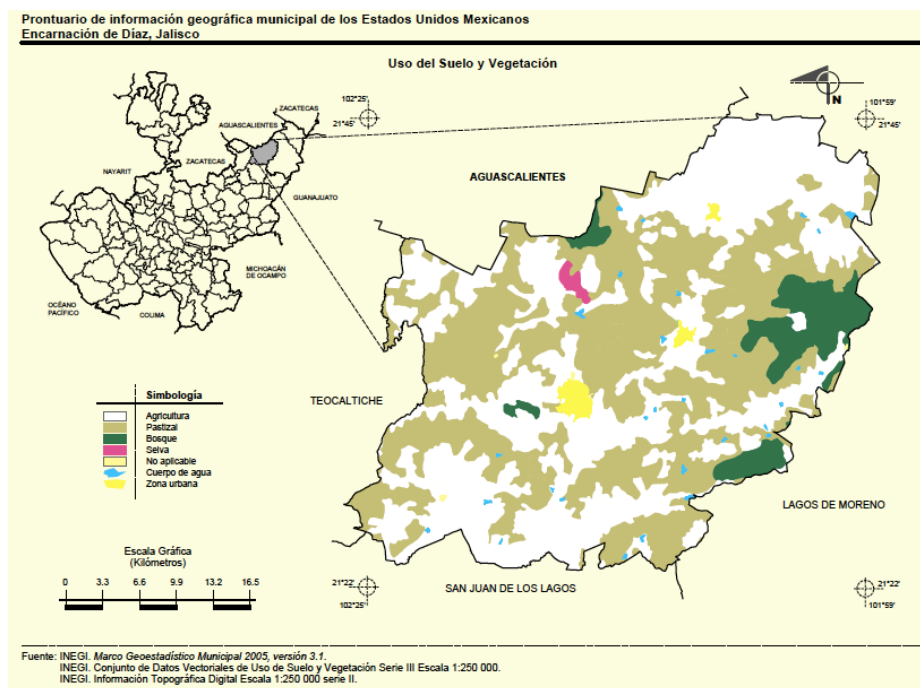 Prontuario de información geográfica municipal de los Estados Unidos Mexicanos
Encarnación de Díaz, Jalisco
Uso del Suelo y Vegetación
ZACATECAS
AGUASCALIENTES
ZACATECAS
NAYARIT
GUANAJUATO
MICHOACÁN
DE OCAMPO
OCÉANO
PACÍFICO
COLIMA
102°25'
21°45'
N
101°59'
21°45'
AGUASCALIENTES
TEOCALTICHE
LAGOS DE MORENO
SAN JUAN DE LOS LAGOS
21°22'
102°25'
21°22'
101°59'
Simbología
Agricultura
Pastizal
Bosque
Selva
No aplicable
Cuerpo de agua
Zona urbana
Escala Gráfica
(Kilómetros)
0 3.3 6.6 9.9 13.2 16.5
Fuente: INEGI. Marco Geoestadístico Municipal 2005, versión 3.1.
INEGI. Conjunto de Datos Vectoriales de Uso de Suelo y Vegetación Serie III Escala 1:250 000.
INEGI. Información Topográfica Digital Escala 1:250 000 serie II.